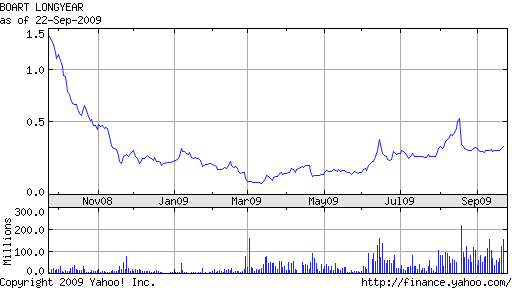 BOART LONGYEAR
as of 22-Sep-2009
1.5
1.0
0.5
0.0
Nov08 Jan09 Mar09 May09 Jul09 Sep09
300.0
200.0
100.0
0.0
Millions
Copyright 2009 Yahoo! Inc. http://finance.yahoo.com/